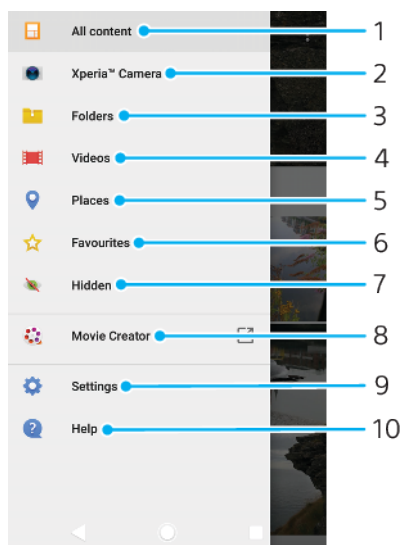 All content 1
Xperia™ Camera 2
Folders 3
Videos 4
Places 5
Favourites 6
Hidden 7
Movie Creator 8
Settings 9
Help 10